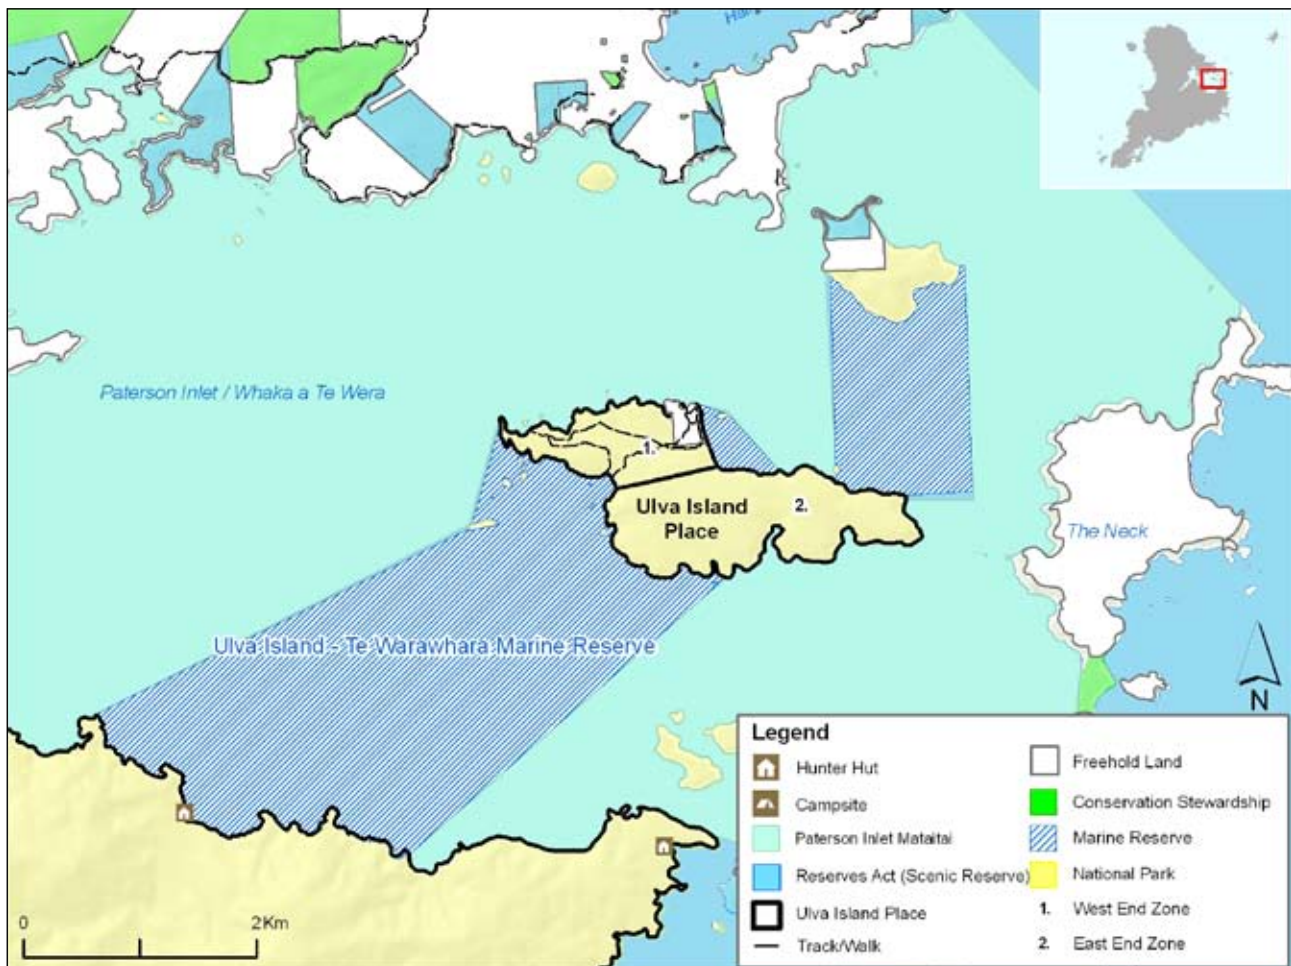 Paterson Inlet / Whaka a Te Wera
1.
Ulva Island
Place
2.
The Neck
Ulva Island - Te Warawhara Marine Reserve
N
Legend
Hunter Hut
Campsite
Paterson Inlet Mataitai
Reserves Act (Scenic Reserve)
Ulva Island Place
Track/Walk
Freehold Land
Conservation Stewardship
Marine Reserve
National Park
1. West End Zone
2. East End Zone
0 2Km